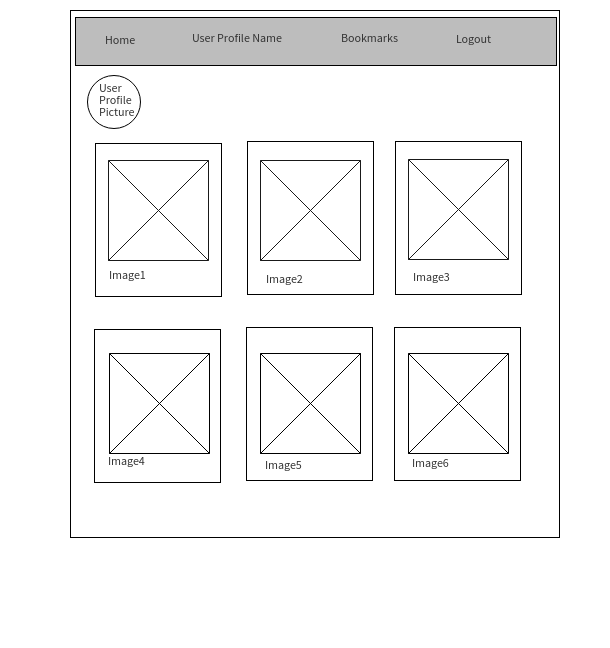 Home
User Profile Name
Bookmarks
Logout
User
Profile
Picture
Image1
Image2
Image3
Image4
Image5
Image6